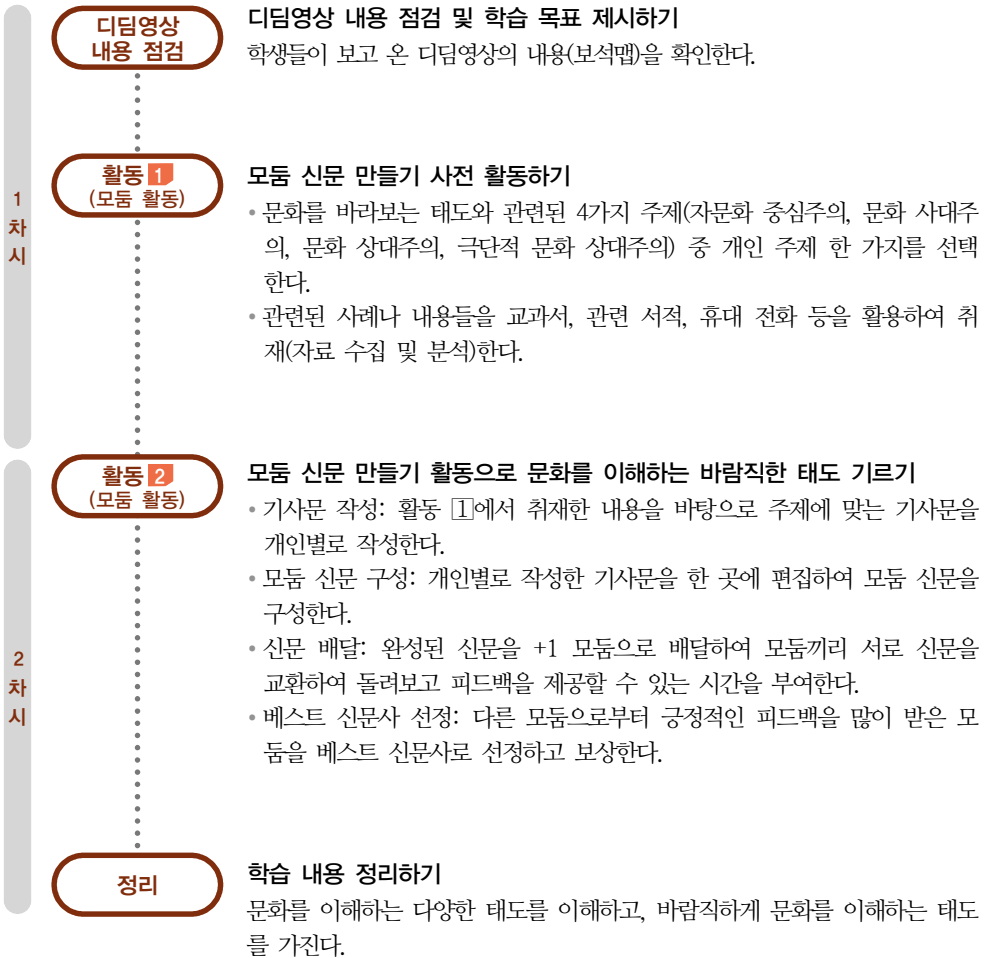 디딤영상
내용 점검
디딤영상 내용 점검 및 학습 목표 제시하기
학생들이 보고 온 디딤영상의 내용(보석맵)을 확인한다.
1
차
시
활동 1
(모둠 활동)
모둠 신문 만들기 사전 활동하기
• 문화를 바라보는 태도와 관련된 4가지 주제(자문화 중심주의, 문화 사대주
의, 문화 상대주의, 극단적 문화 상대주의) 중 개인 주제 한 가지를 선택
한다.
• 관련된 사례나 내용들을 교과서, 관련 서적, 휴대 전화 등을 활용하여 취
재(자료 수집 및 분석)한다.
2
차
시
활동 2
(모둠 활동)
모둠 신문 만들기 활동으로 문화를 이해하는 바람직한 태도 기르기
• 기사문 작성: 활동 1에서 취재한 내용을 바탕으로 주제에 맞는 기사문을
개인별로 작성한다.
• 모둠 신문 구성: 개인별로 작성한 기사문을 한 곳에 편집하여 모둠 신문을
구성한다.
• 신문 배달: 완성된 신문을 +1 모둠으로 배달하여 모둠끼리 서로 신문을
교환하여 돌려보고 피드백을 제공할 수 있는 시간을 부여한다.
• 베스트 신문사 선정: 다른 모둠으로부터 긍정적인 피드백을 많이 받은 모
둠을 베스트 신문사로 선정하고 보상한다.
정리
학습 내용 정리하기
문화를 이해하는 다양한 태도를 이해하고, 바람직하게 문화를 이해하는 태도
를 가진다.